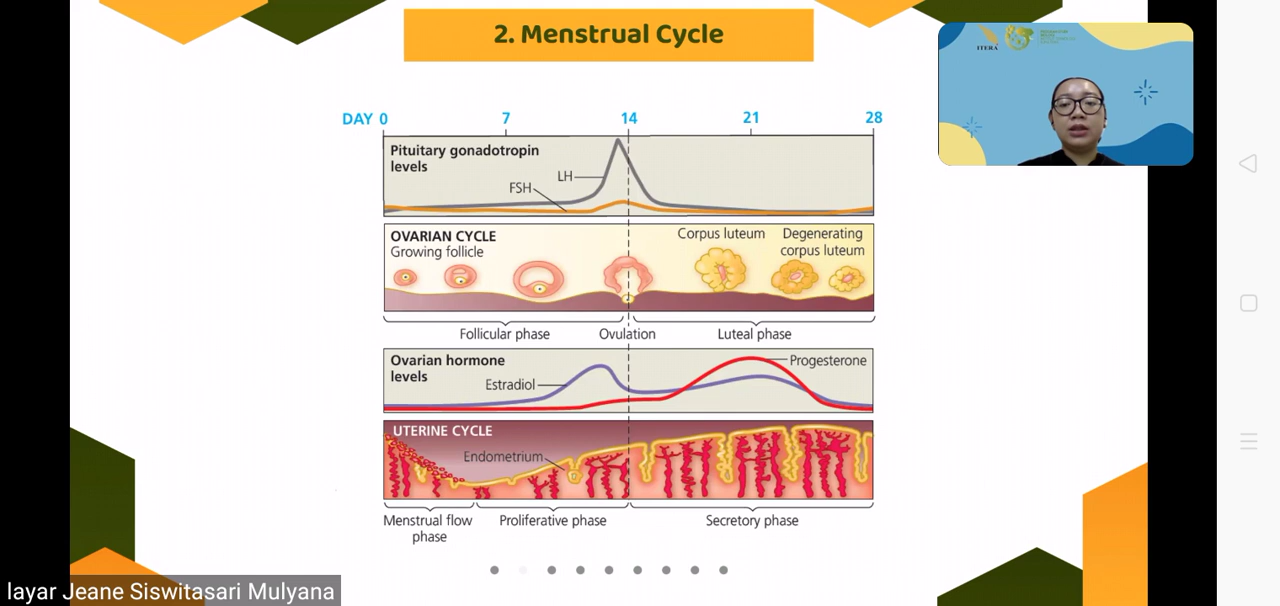 2. Menstrual Cycle
ITERA
DAY 0 7 14 21 28
Pituitary gonadotropin
levels
LH
FSH
OVARIAN CYCLE
Growing follicle
Corpus luteum
Degenerating
corpus luteum
Follicular phase
Ovulation
Luteal phase
Ovarian hormone
levels
Estradiol
Progesterone
UTERINE CYCLE
Endometrium
Menstrual flow
phase
Proliferative phase
Secretory phase
layar Jeane Siswitasari Mulyana